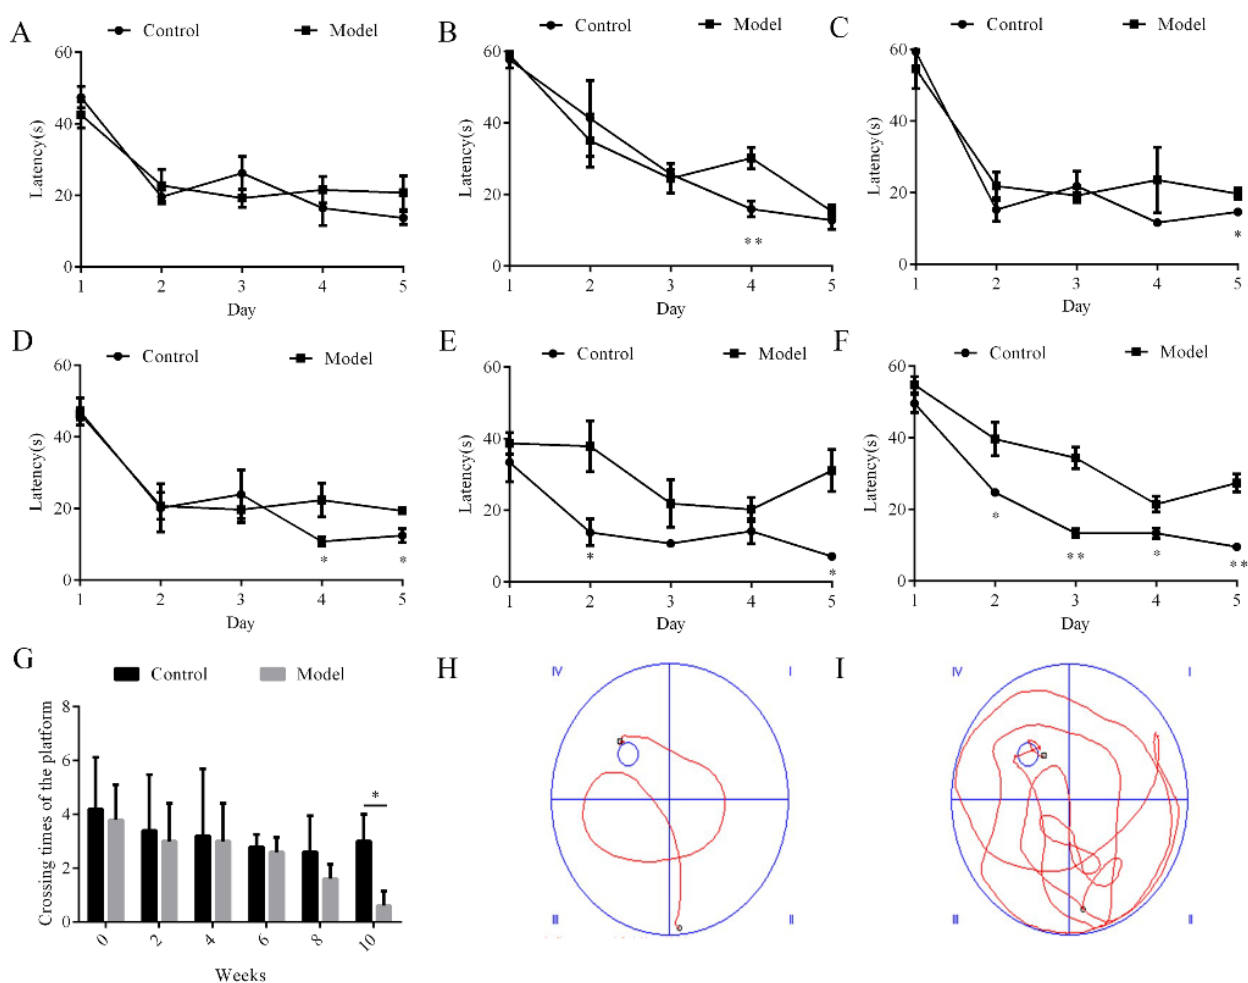 A
Control
Model
60
40
20
0
Latency(s)
1 2 3 4 5
Day
B
Control
Model
60
40
20
0
Latency(s)
**
1 2 3 4 5
Day
C
Control
Model
60
40
20
0
Latency(s)
*
1 2 3 4 5
Day
D
Control
Model
60
40
20
0
Latency(s)
* *
1 2 3 4 5
Day
E
Control
Model
60
40
20
0
Latency(s)
* *
1 2 3 4 5
Day
F
Control
Model
60
40
20
0
Latency(s)
* ** * **
1 2 3 4 5
Day
G
Control
Model
8
6
4
2
0
Crossing times of the platform
*
0 2 4 6 8 10
Weeks
H
IV I
III II
I
IV I
III II